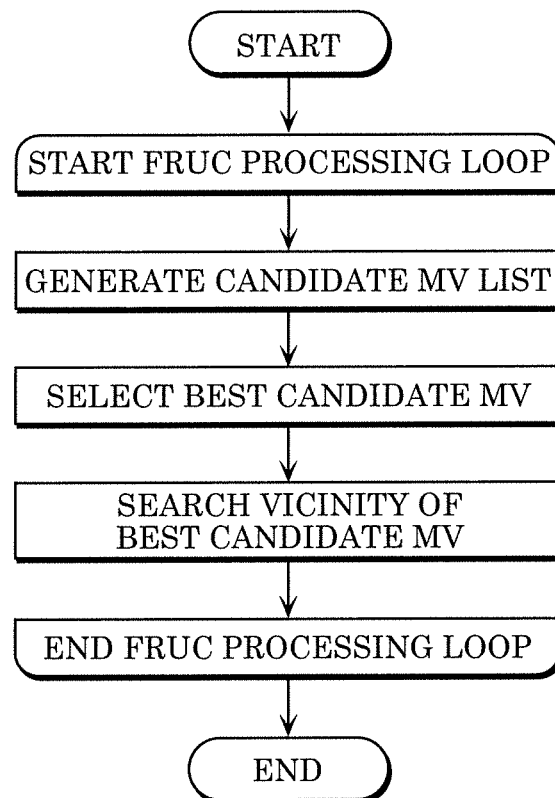 START
START FRUC PROCESSING LOOP
GENERATE CANDIDATE MV LIST
SELECT BEST CANDIDATE MV
SEARCH VICINITY OF
BEST CANDIDATE MV
END FRUC PROCESSING LOOP
END